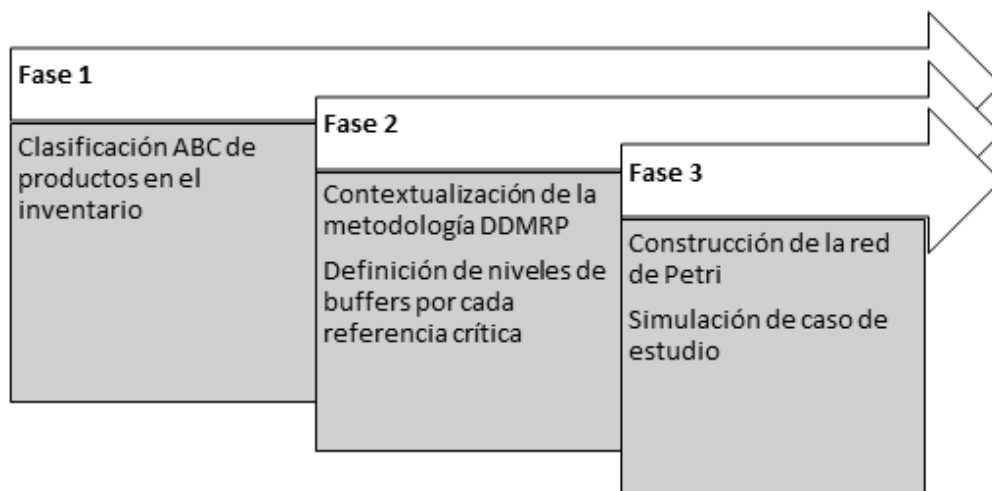 Fase 1
Clasificación ABC de
productos en el
inventario
Fase 2
Contextualización de la
metodología DDMRP
Definición de niveles de
buffers por cada
referencia crítica
Fase 3
Construcción de la red
de Petri
Simulación de caso de
estudio